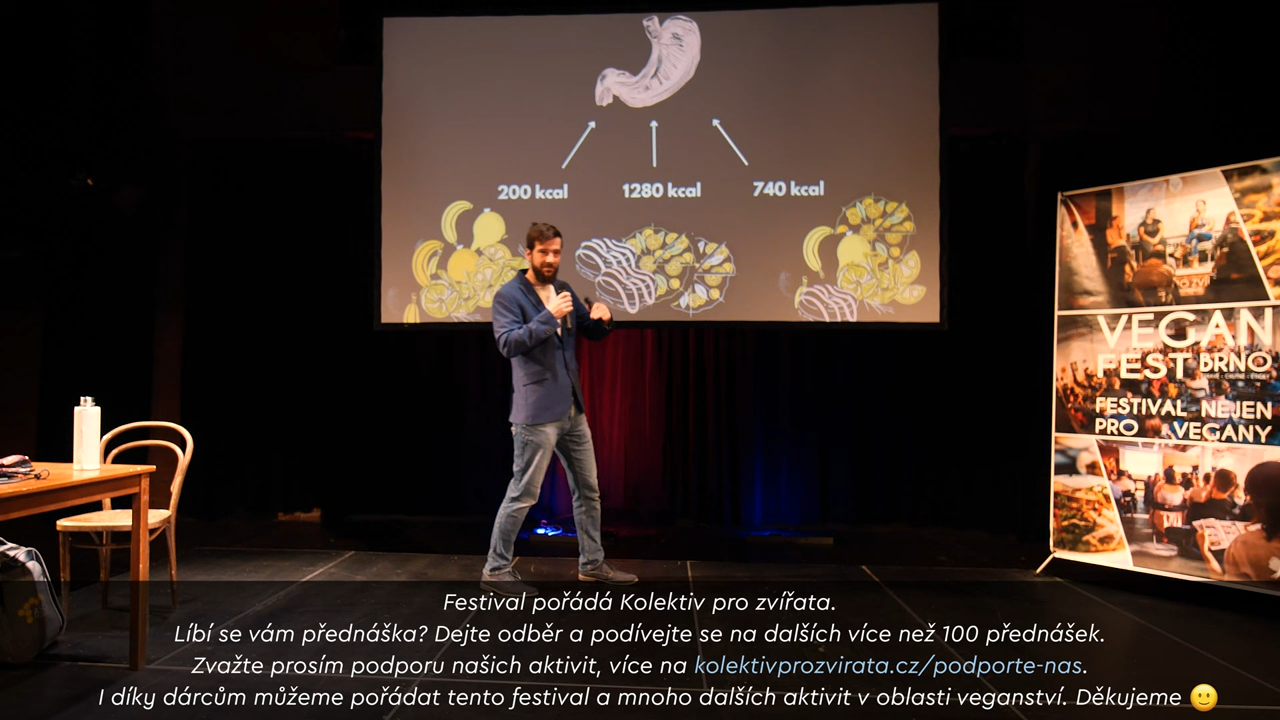 200 kcal
1280 kcal
740 kcal
VEGAN
FEST BRNO
FESTIVAL NEJEN
PRO VEGANY
Festival pořádá Kolektiv pro zvířata.
Líbí se vám přednáška? Dejte odběr a podívejte se na dalších více než 100 přednášek.
Zvažte prosím podporu našich aktivit, více na kolektivprozvirata.cz/podporte-nas.
I díky dárcům můžeme pořádat tento festival a mnoho dalších aktivit v oblasti veganství. Děkujeme 🙂